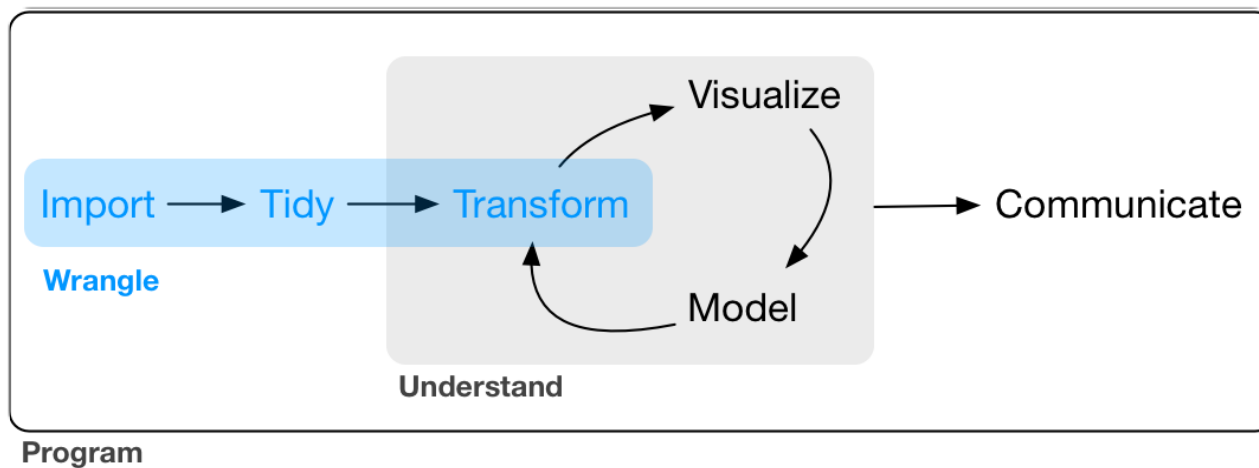 Visualize
Import
Tidy
Transform
Communicate
Wrangle
Model
Understand
Program